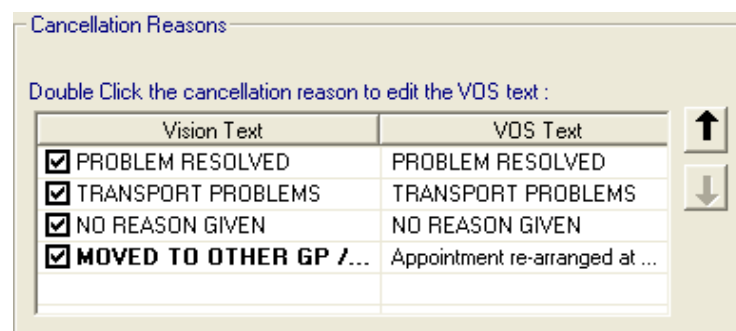 Cancellation Reasons
Double Click the cancellation reason to edit the VOS text :
Vision Text VOS Text
PROBLEM RESOLVED PROBLEM RESOLVED
TRANSPORT PROBLEMS TRANSPORT PROBLEMS
NO REASON GIVEN NO REASON GIVEN
MOVED TO OTHER GP /... Appointment re-arranged at ...